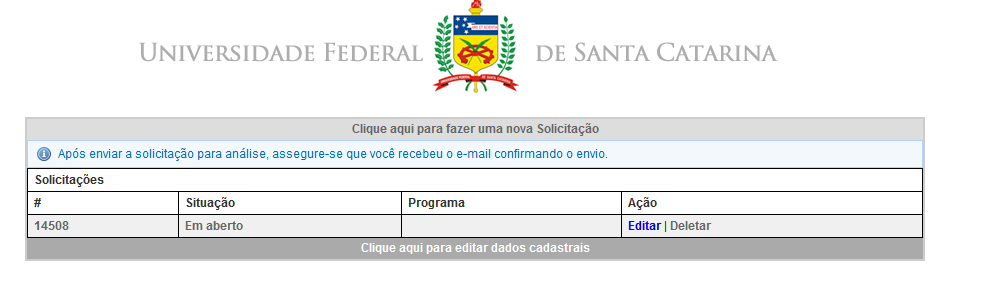 UNIVERSIDADE FEDERAL DE SANTA CATARINA
Clique aqui para fazer uma nova Solicitação
Após enviar a solicitação para análise, assegure-se que você recebeu o e-mail confirmando o envio.
Solicitações
# Situação Programa Ação
14508 Em aberto Editar | Deletar
Clique aqui para editar dados cadastrais